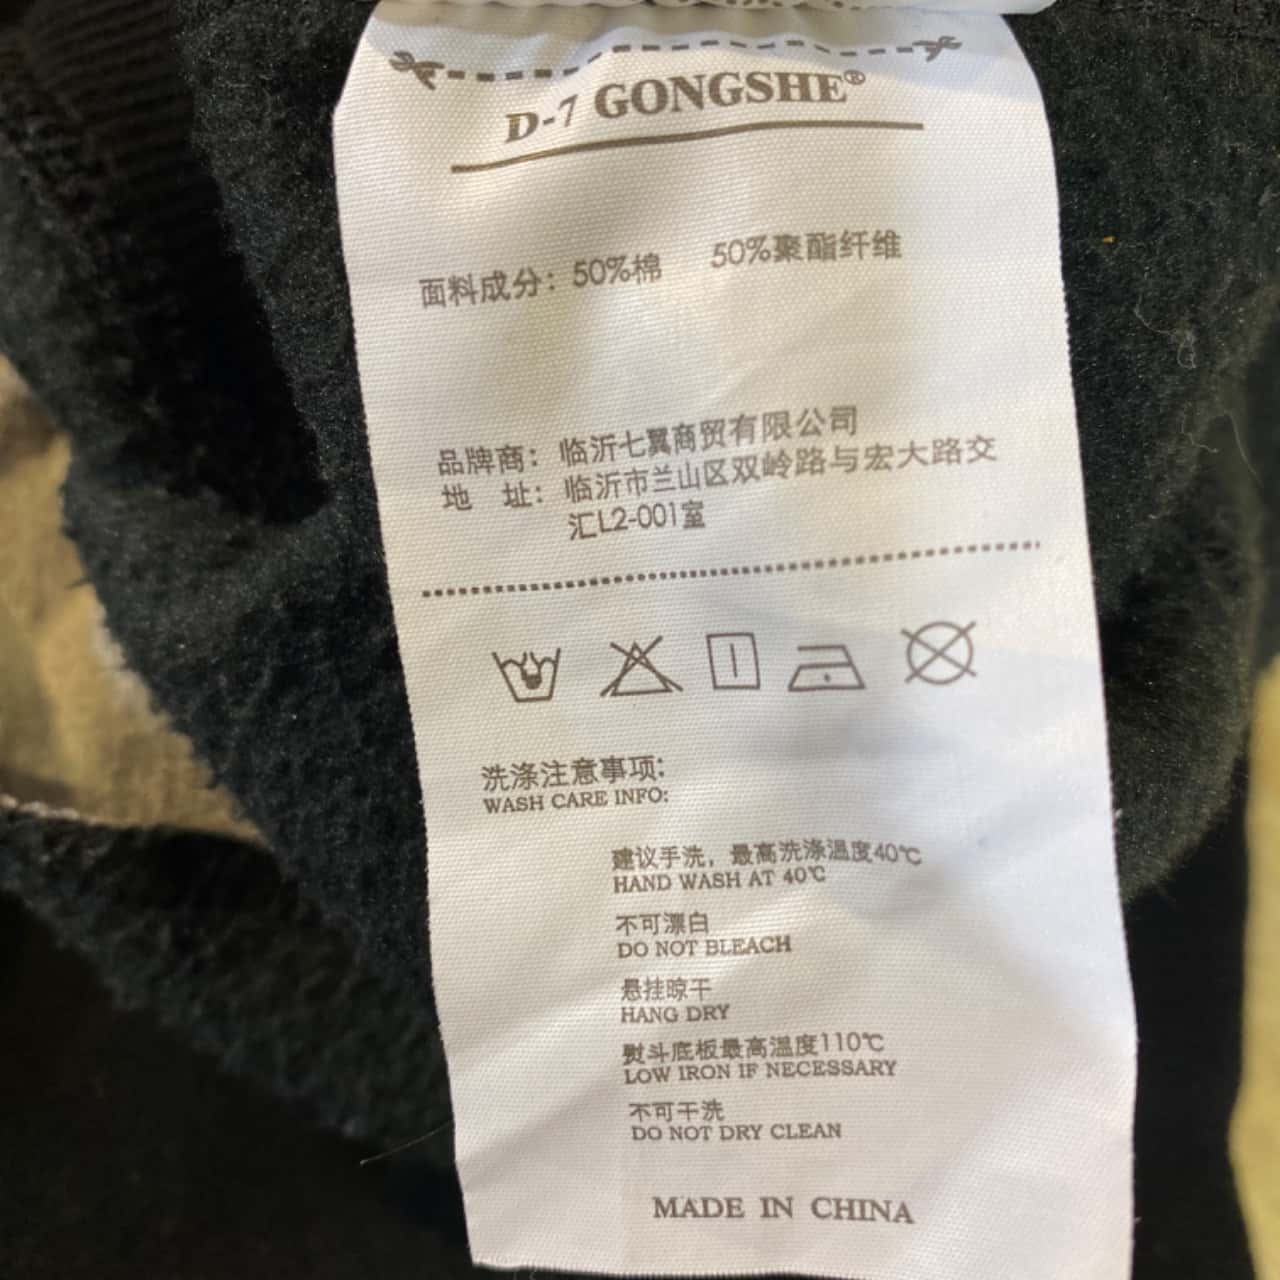 D-7 GONGSHE®
面料成分：50%棉 50%聚酯纤维
品牌商：临沂七翼商贸有限公司
地 址：临沂市兰山区双岭路与宏大路交
汇L2-001室
洗涤注意事项:
WASH CARE INFO:
建议手洗，最高洗涤温度40℃
HAND WASH AT 40℃
不可漂白
DO NOT BLEACH
悬挂晾干
HANG DRY
熨斗底板最高温度110℃
LOW IRON IF NECESSARY
不可干洗
DO NOT DRY CLEAN
MADE IN CHINA